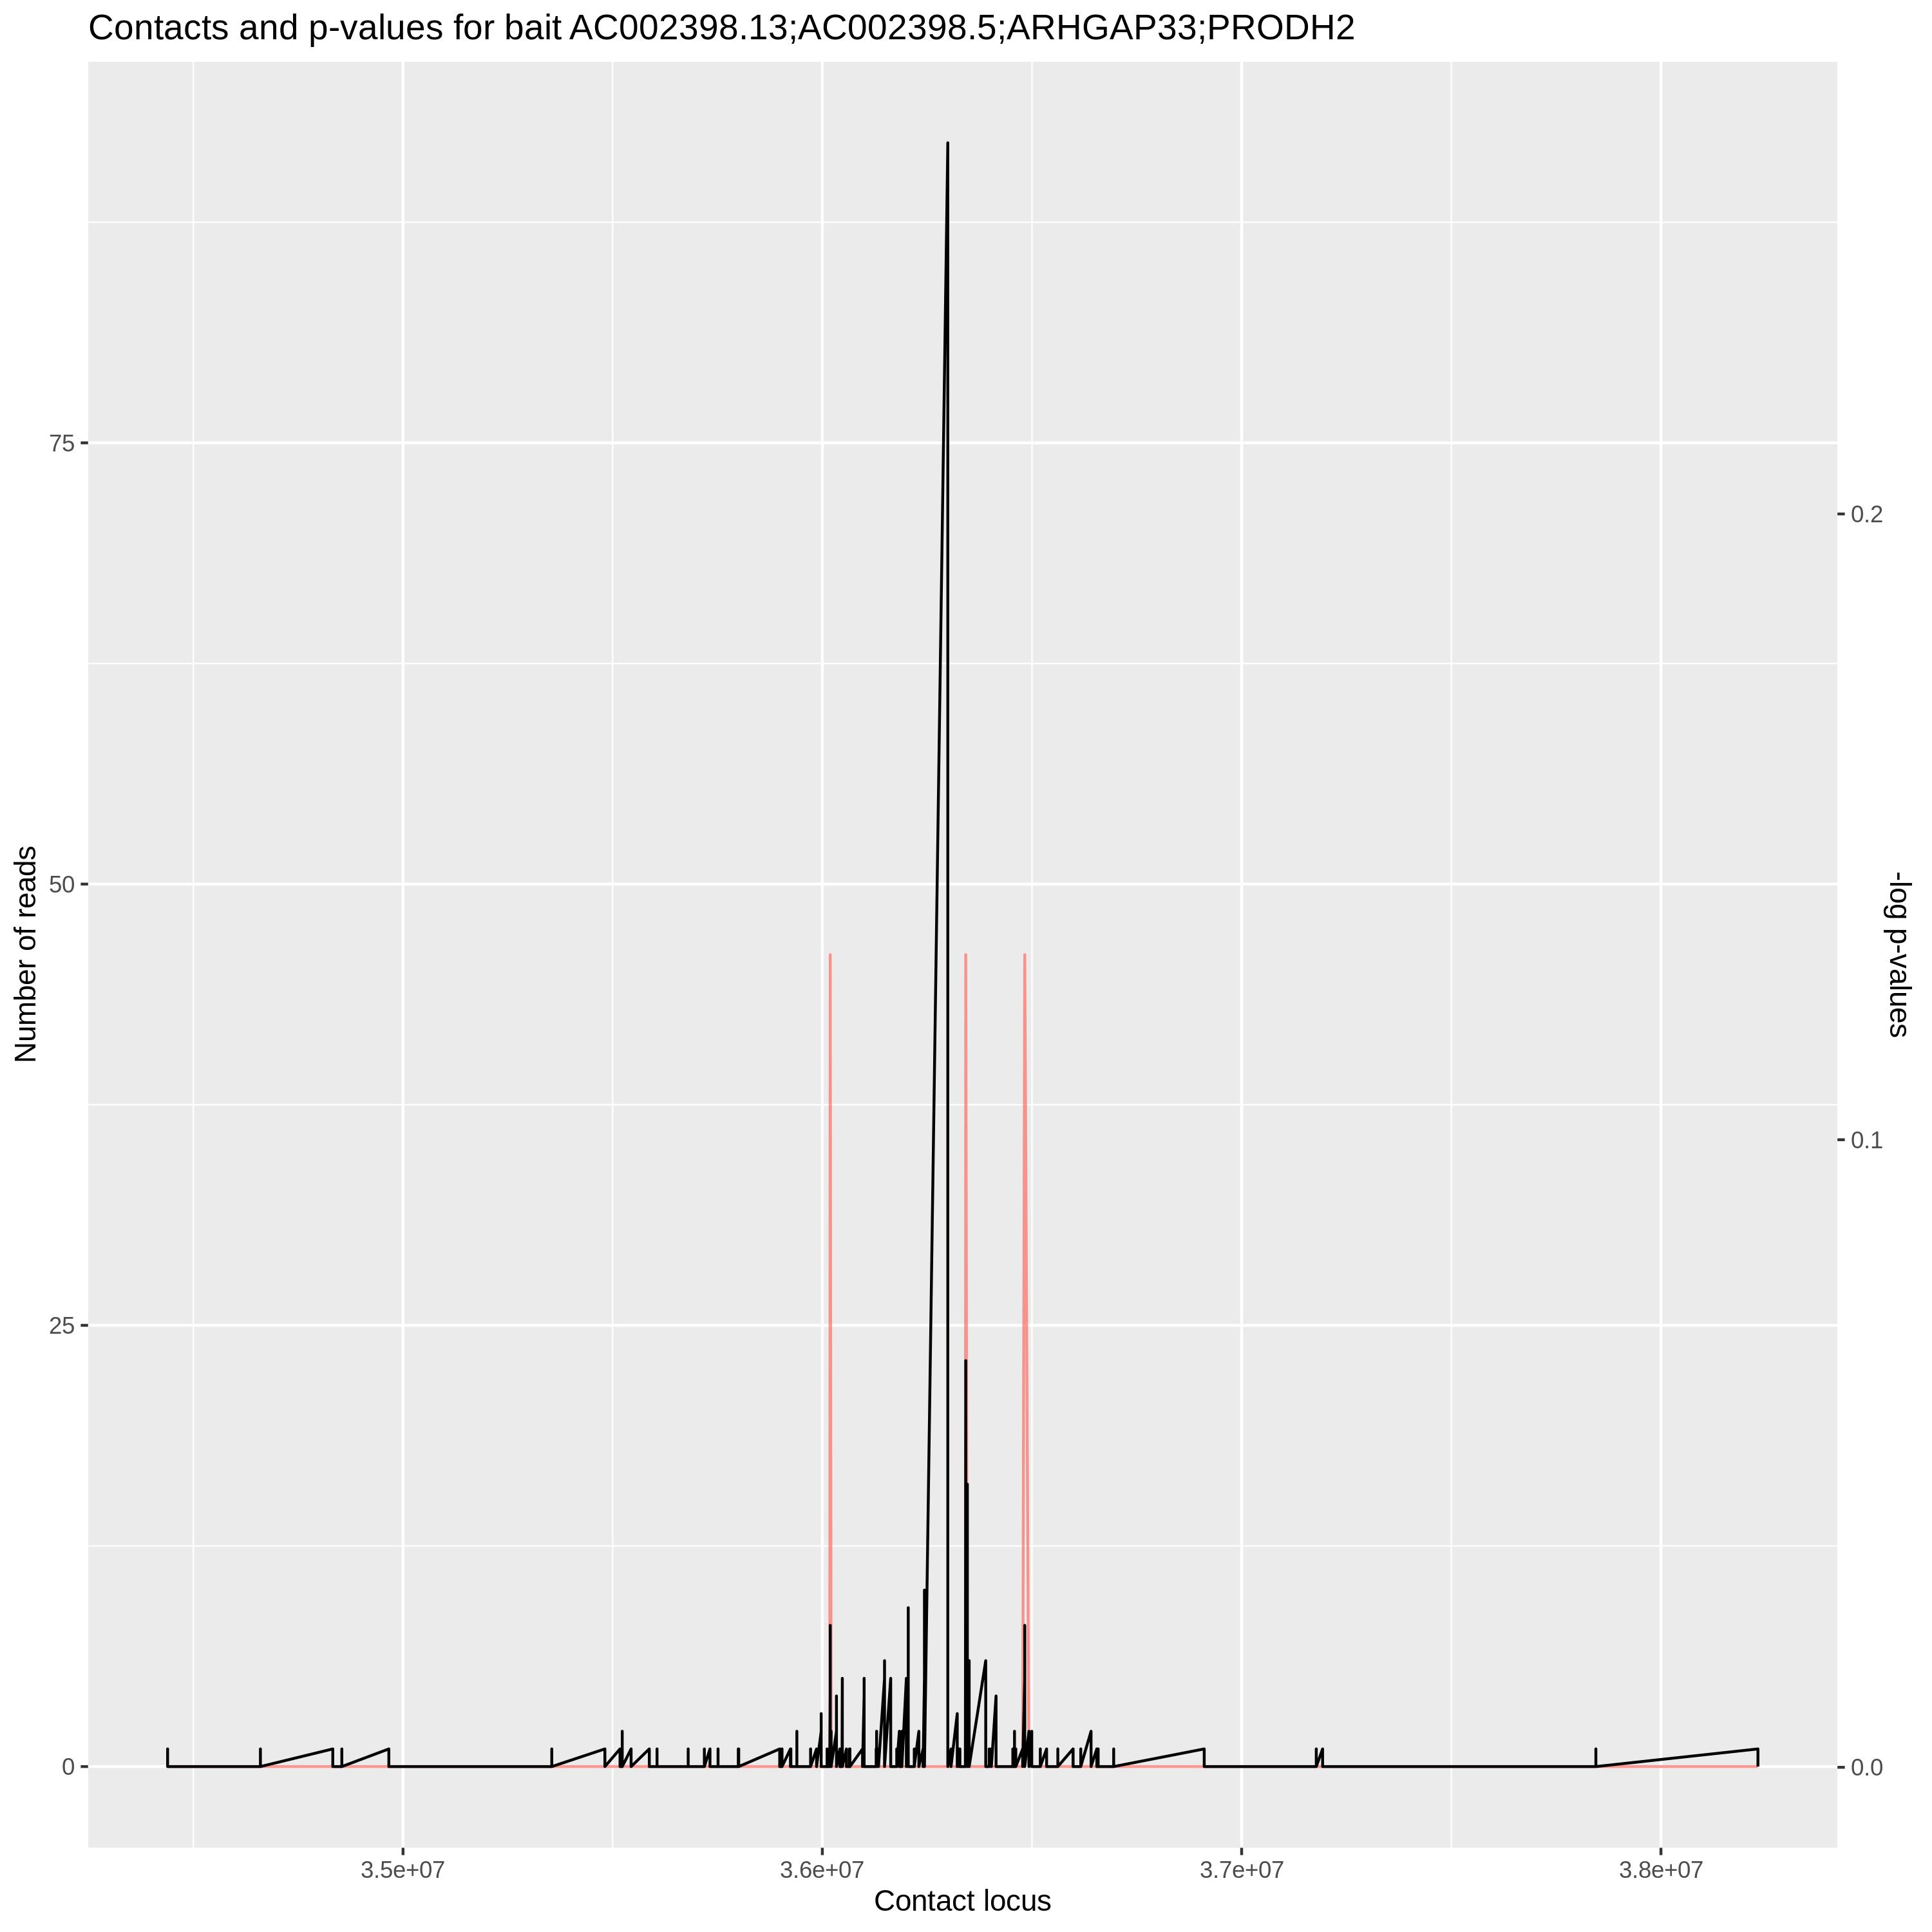 Contacts and p-values for bait AC002398.13;AC002398.5;ARHGAP33;PRODH2
75
50
25
0
Number of reads
0.2
0.1
0.0
-log p-values
3.5e+07
3.6e+07
3.7e+07
3.8e+07
Contact locus